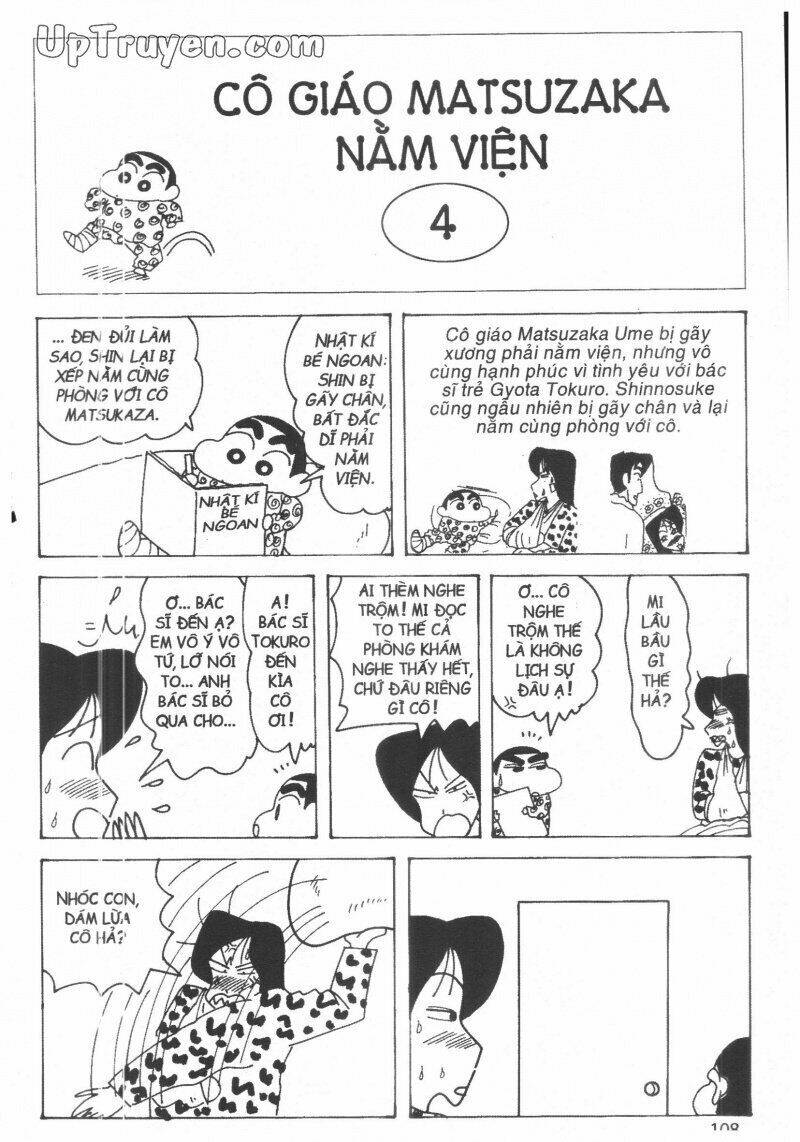 UpTruyen.com
CÔ GIÁO MATSUZAKA
NẰM VIỆN
4
Cô giáo Matsuzaka Ume bị gãy
xương phải nằm viện, nhưng vô
cùng hạnh phúc vì tình yêu với bác
sĩ trẻ Gyota Tokuro. Shinnosuke
cũng ngẫu nhiên bị gãy chân và lại
nằm cùng phòng với cô.
NHẬT KÍ
BÉ NGOAN:
SHIN BỊ
GÃY CHÂN,
BẤT ĐẮC
DĨ PHẢI
NẰM
VIỆN.
... ĐEN ĐỦI LÀM
SAO, SHIN LẠI BỊ
XẾP NẰM CÙNG
PHÒNG VỚI CÔ
MATSUKAZA.
NHẬT KÍ
BÉ NGOAN
MI
LẦU
BẦU
GÌ
THẾ
HẢ?
Ơ... CÔ
NGHE
TRỘM THẾ
LÀ KHÔNG
LỊCH SỰ
ĐÂU Ạ!
AI THÈM NGHE
TRỘM! MI ĐỌC
TO THẾ CẢ
PHÒNG KHÁM
NGHE THẤY HẾT,
CHỨ ĐÂU RIÊNG
GÌ CÔ!
A!
BÁC SĨ
TOKURO
ĐẾN
KÌA
CÔ
ƠI!
Ơ... BÁC
SĨ ĐẾN Ạ?
EM VÔ Ý VÔ
TỨ, LỠ NÓI
TO... ANH
BÁC SĨ BỎ
QUA CHO...
NHÓC CON,
DÁM LỪA
CÔ HẢ?
108